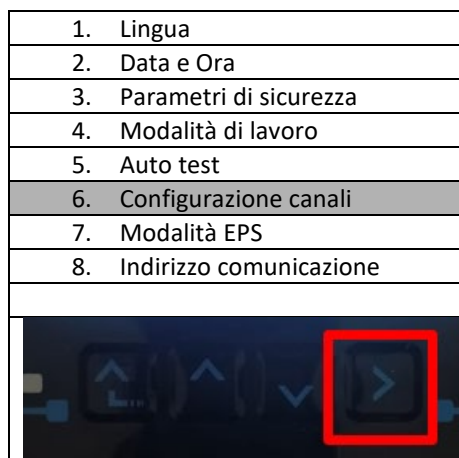 1. Lingua
2. Data e Ora
3. Parametri di sicurezza
4. Modalità di lavoro
5. Auto test
6. Configurazione canali
7. Modalità EPS
8. Indirizzo comunicazione